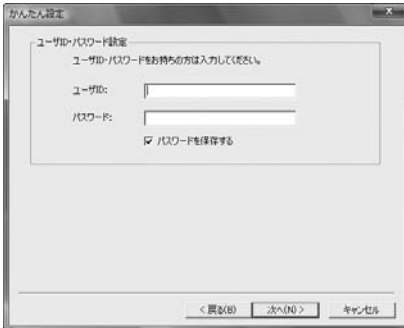 かんたん設定
ユーザID・パスワード設定
ユーザID・パスワードをお持ちの方は入力してください。
ユーザID:
パスワード:
パスワードを保存する
< 戻る(B)
次へ(N) >
キャンセル